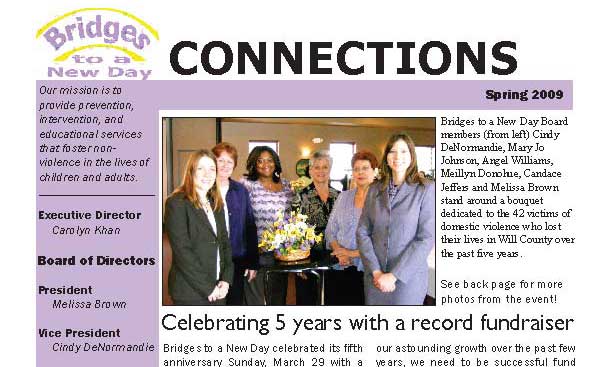 Bridges
to a
New Day
CONNECTIONS
Spring 2009
Our mission is to
provide prevention,
intervention, and
educational services
that foster non-
violence in the lives of
children and adults.
Executive Director
Carolyn Khan
Board of Directors
President
Melissa Brown
Vice President
Cindy DeNormandie
Bridges to a New Day Board
members (from left) Cindy
DeNormandie, Mary Jo
Johnson, Angel Williams,
Meillyn Donohue, Candace
Jeffers and Melissa Brown
stand around a bouquet
dedicated to the 42 victims of
domestic violence who lost
their lives in Will County over
the past five years.
See back page for more
photos from the event!
Celebrating 5 years with a record fundraiser
Bridges to a New Day celebrated its fifth
anniversary Sunday, March 29 with a
our astounding growth over the past few
years, we need to be successful fund